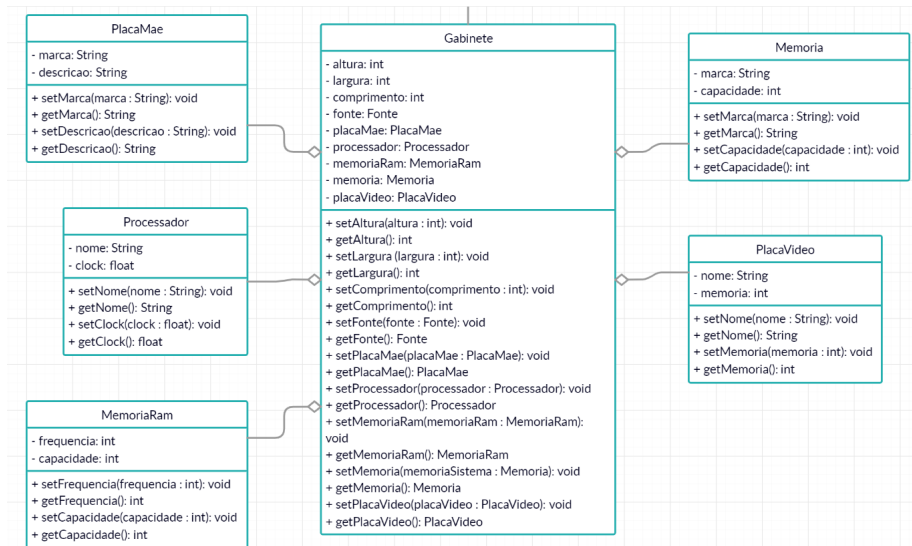 PlacaMae
- marca: String
- descricao: String
+ setMarca(marca : String): void
+ getMarca(): String
+ setDescricao(descricao : String): void
+ getDescricao(): String
Processador
- nome: String
- clock: float
+ setNome(nome : String): void
+ getNome(): String
+ setClock(clock : float): void
+ getClock(): float
MemoriaRam
- frequencia: int
- capacidade: int
+ setFrequencia(frequencia : int): void
+ getFrequencia(): int
+ setCapacidade(capacidade : int): void
+ getCapacidade(): int
Gabinete
- altura: int
- largura: int
- comprimento: int
- fonte: Fonte
- placaMae: PlacaMae
- processador: Processador
- memoriaRam: MemoriaRam
- memoria: Memoria
- placaVideo: PlacaVideo
+ setAltura(altura : int): void
+ getAltura(): int
+ setLargura (largura : int): void
+ getLargura(): int
+ setComprimento(comprimento : int): void
+ getComprimento(): int
+ setFonte(fonte : Fonte): void
+ getFonte(): Fonte
+ setPlacaMae(placaMae : PlacaMae): void
+ getPlacaMae(): PlacaMae
+ setProcessador(processador : Processador): void
+ getProcessador(): Processador
+ setMemoriaRam(memoriaRam : MemoriaRam):
void
+ getMemoriaRam(): MemoriaRam
+ setMemoria(memoriaSistema : Memoria): void
+ getMemoria(): Memoria
+ setPlacaVideo(placaVideo : PlacaVideo): void
+ getPlacaVideo(): PlacaVideo
Memoria
- marca: String
- capacidade: int
+ setMarca(marca : String): void
+ getMarca(): String
+ setCapacidade(capacidade : int): void
+ getCapacidade(): int
PlacaVideo
- nome: String
- memoria: int
+ setNome(nome : String): void
+ getNome(): String
+ setMemoria(memoria : int): void
+ getMemoria(): int